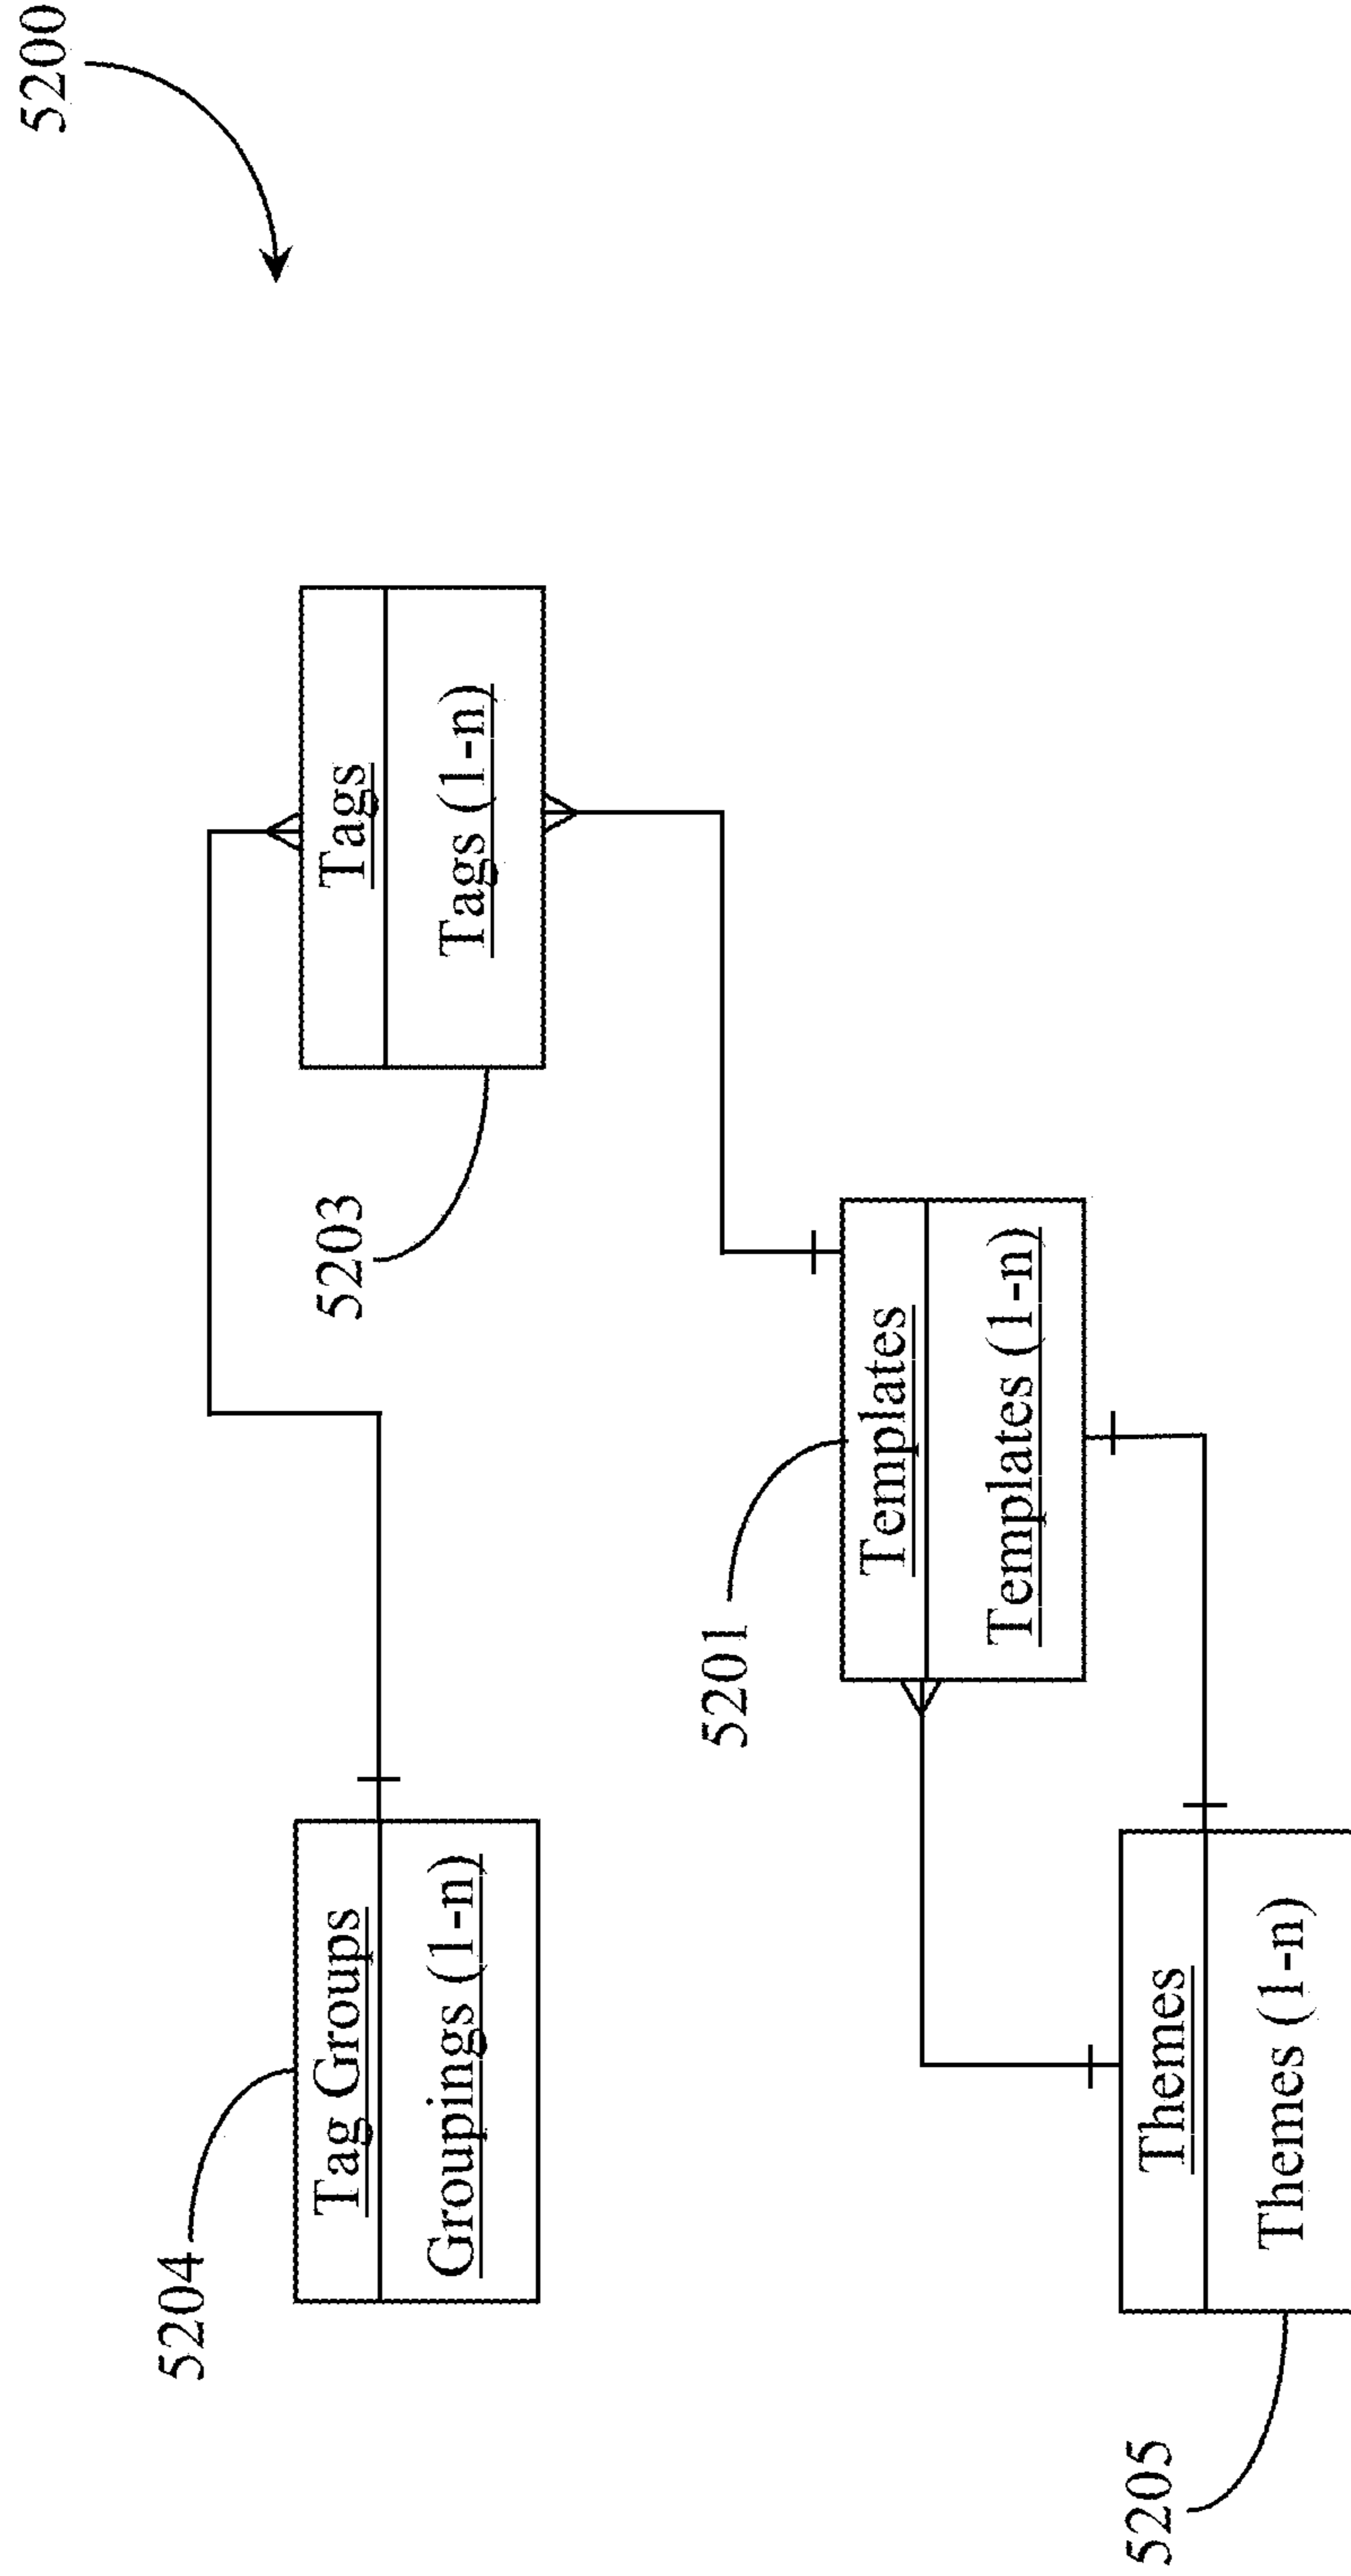 5200
5204
Tag Groups
Groupings (1-n)
5203
Tags
Tags (1-n)
5201
Templates
Templates (1-n)
5205
Themes
Themes (1-n)